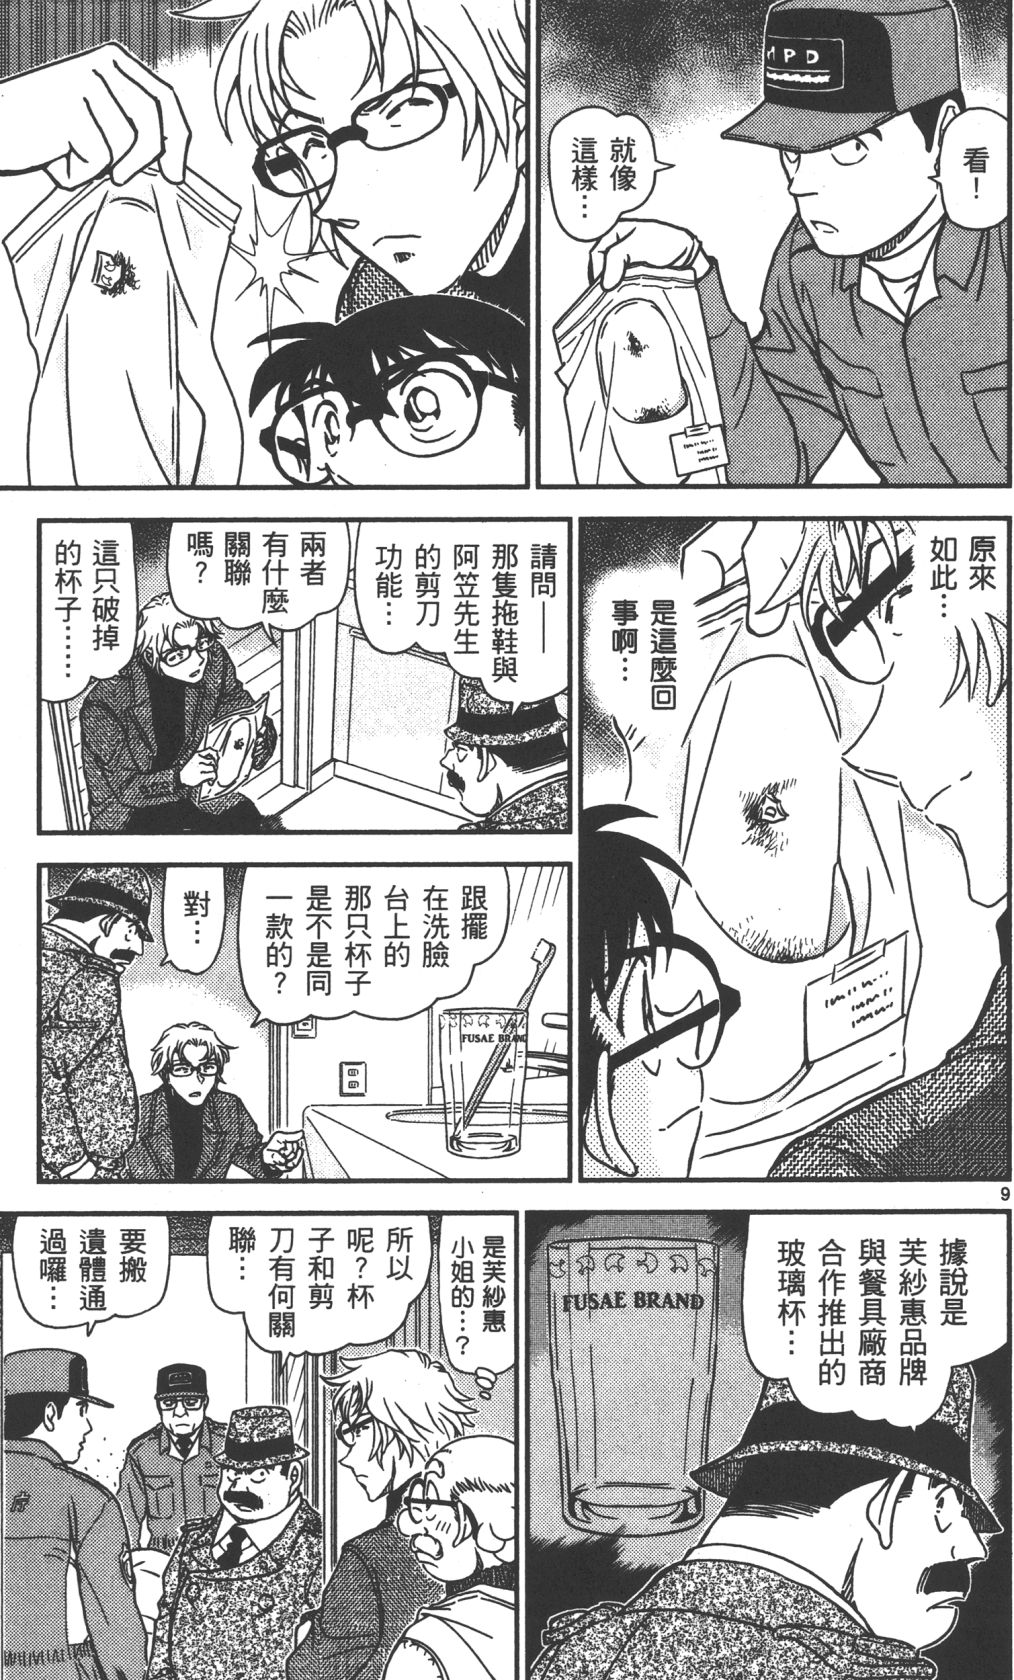 看！
就像
這樣…
MPD
原來
如此…
是這麼回
事啊…
請問—
那隻拖鞋與
阿笠先生
的剪刀
功能…
兩者
有什麼
關聯
嗎？
這只破掉
的杯子……
跟擺
在洗臉
台上的
那只杯子
是不是同
一款的？
對…
FUSAE BRAND
9
據說是
芙紗惠品牌
與餐具廠商
合作推出的
玻璃杯…
FUSAE BRAND
是芙紗惠
小姐的…？
所以
呢？杯
子和剪
刀有何關
聯…
要搬
遺體通
過囉…